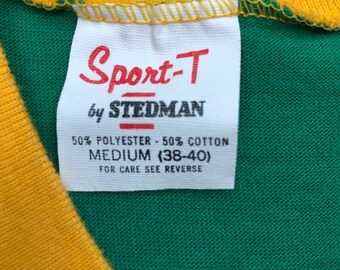 Sport-T
by STEDMAN
50% POLYESTER - 50% COTTON
MEDIUM (38-40)
FOR CARE SEE REVERSE